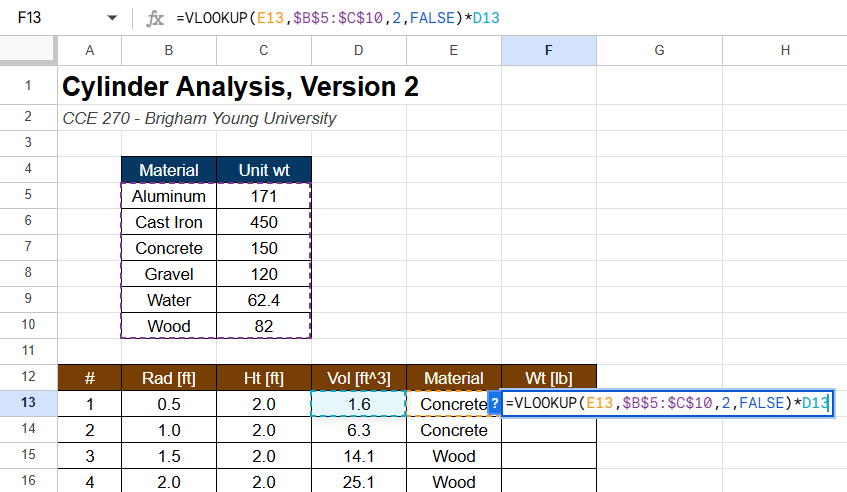 F13 fx =VLOOKUP(E13,$B$5:$C$10,2,FALSE)*D13
A B C D E F G H
1 Cylinder Analysis, Version 2
2 CCE 270 - Brigham Young University
3
4 Material Unit wt
5 Aluminum 171
6 Cast Iron 450
7 Concrete 150
8 Gravel 120
9 Water 62.4
10 Wood 82
11
12 # Rad [ft] Ht [ft] Vol [ft^3] Material Wt [lb]
13 1 0.5 2.0 1.6 Concrete ? =VLOOKUP(E13,$B$5:$C$10,2,FALSE)*D13
14 2 1.0 2.0 6.3 Concrete
15 3 1.5 2.0 14.1 Wood
16 4 2.0 2.0 25.1 Wood